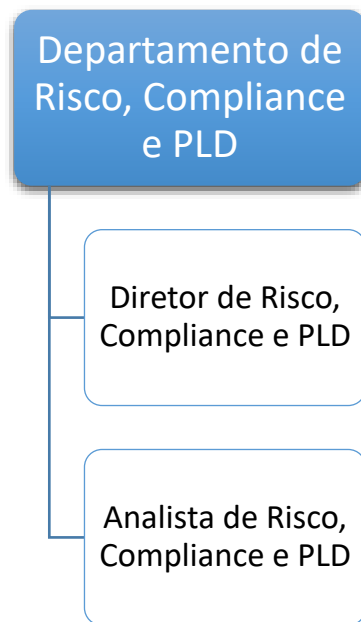 Departamento de
Risco, Compliance
e PLD
Diretor de Risco,
Compliance e PLD
Analista de Risco,
Compliance e PLD